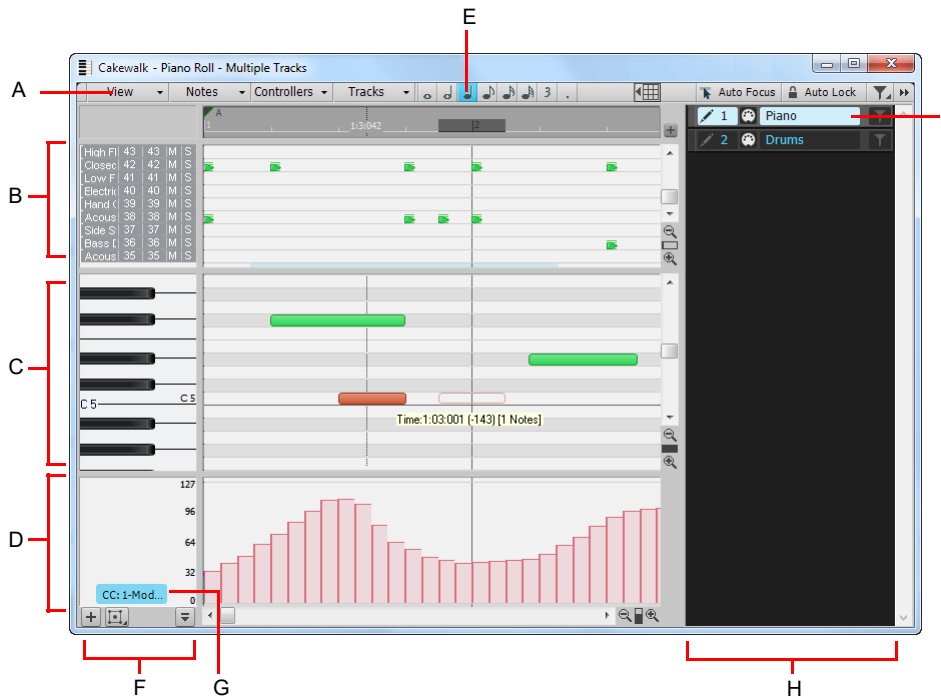 E
Cakewalk - Piano Roll - Multiple Tracks
A
View Notes Controllers Tracks 3 . Auto Focus Auto Lock
A
1 1:3:042 2
1 Piano
2 Drums
B
High Fl 43 43 M S
Closed 42 42 M S
Low F 41 41 M S
Electric 40 40 M S
Hand C 39 39 M S
Acous 38 38 M S
Side S 37 37 M S
Bass D 36 36 M S
Acous 35 35 M S
C
C 5 C 5
Time:1:03:001 (-143) [1 Notes]
D
127
96
64
32
0
CC: 1-Mod...
F
G
H